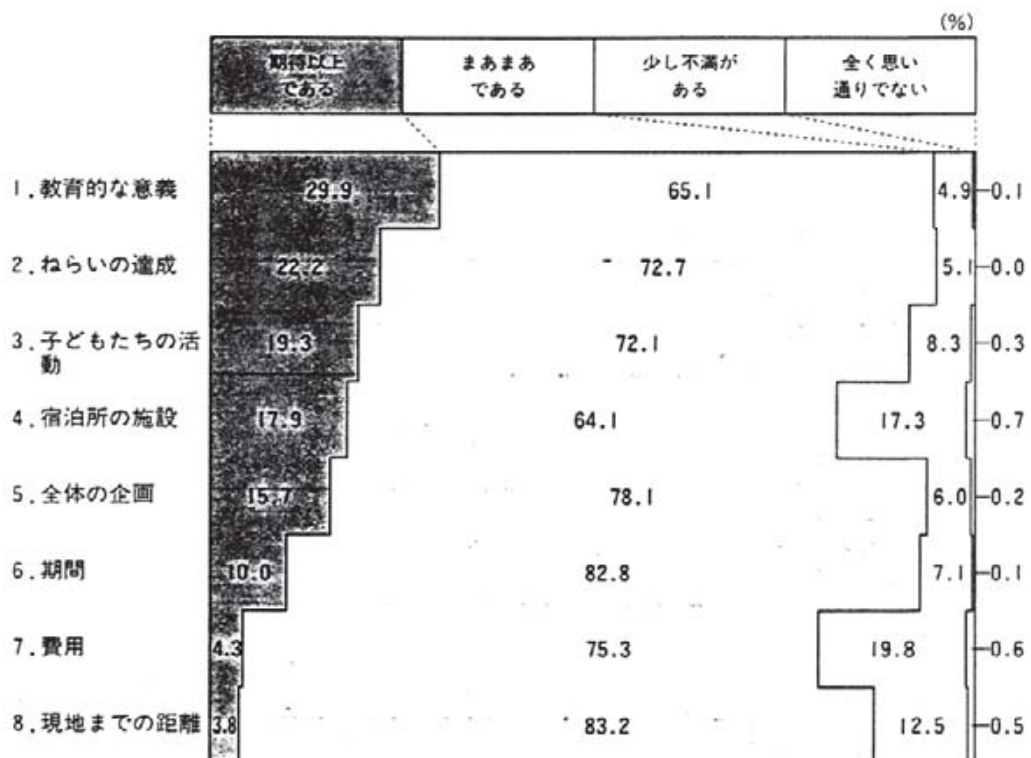 (%)
期待以上
である
まあまあ
である
少し不満が
ある
全く思い
通りでない
1.教育的な意義 29.9 65.1 4.9 0.1
2.ねらいの達成 22.2 72.7 5.1 0.0
3.子どもたちの活
動 19.3 72.1 8.3 0.3
4.宿泊所の施設 17.9 64.1 17.3 0.7
5.全体の企画 15.7 78.1 6.0 0.2
6.期間 10.0 82.8 7.1 0.1
7.費用 4.3 75.3 19.8 0.6
8.現地までの距離 3.8 83.2 12.5 0.5